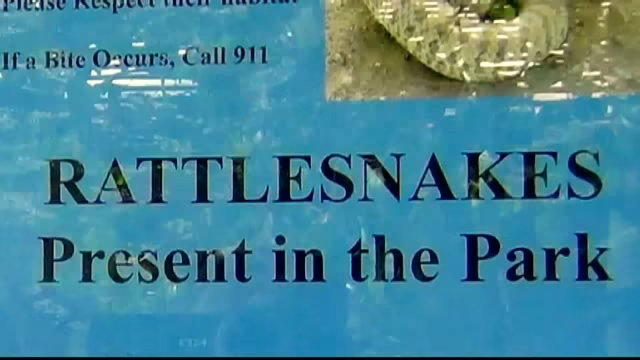 Please Respect their habitat
If a Bite Occurs, Call 911
RATTLESNAKES
Present in the Park